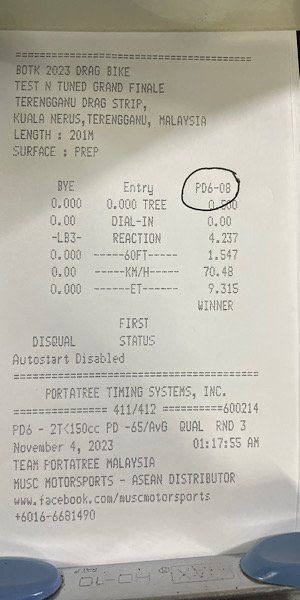 ==========================================
BOTK 2023 DRAG BIKE
TEST N TUNED GRAND FINALE
TERENGGANU DRAG STRIP,
KUALA NERUS,TERENGGANU, MALAYSIA
LENGTH : 201M
SURFACE : PREP
BYE Entry PD6-08
0.000 0.000 TREE 0.500
0.00 DIAL-IN 0.00
-LB3- REACTION 4.237
0.000 -----60FT----- 1.547
0.00 -----KM/H----- 70.48
0.000 ------ET------ 9.315
WINNER
FIRST
DISQUAL STATUS
Autostart Disabled
==========================================
PORTATREE TIMING SYSTEMS, INC.
================ 411/412 ==========600214
PD6 - 2T<150cc PD -65/AvG QUAL RND 3
November 4, 2023 01:17:55 AM
TEAM PORTATREE MALAYSIA
MUSC MOTORSPORTS - ASEAN DISTRIBUTOR
www.facebook.com/muscmotorsports
+6016-6681490